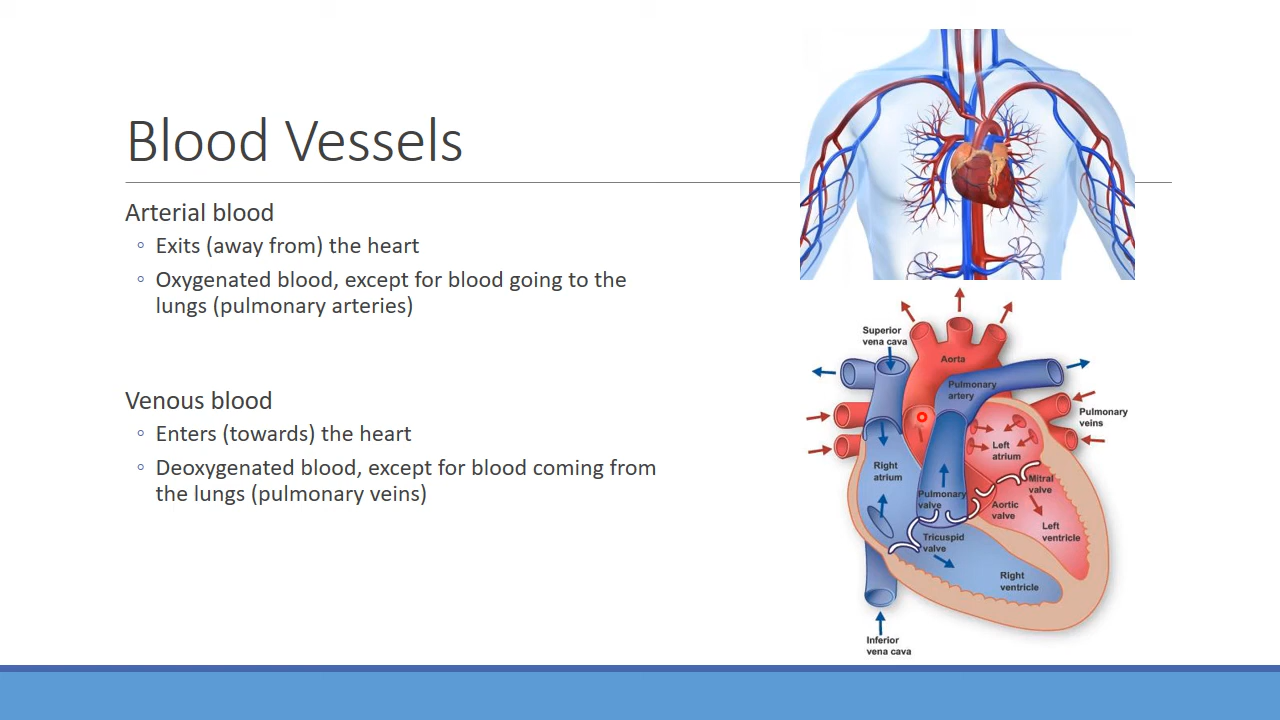 Blood Vessels
Arterial blood
◦ Exits (away from) the heart
◦ Oxygenated blood, except for blood going to the
lungs (pulmonary arteries)
Venous blood
◦ Enters (towards) the heart
◦ Deoxygenated blood, except for blood coming from
the lungs (pulmonary veins)
Superior
vena cava
Aorta
Pulmonary
artery
Pulmonary
veins
Left
atrium
Right
atrium
Mitral
valve
Pulmonary
valve
Aortic
valve
Left
ventricle
Tricuspid
valve
Right
ventricle
Inferior
vena cava